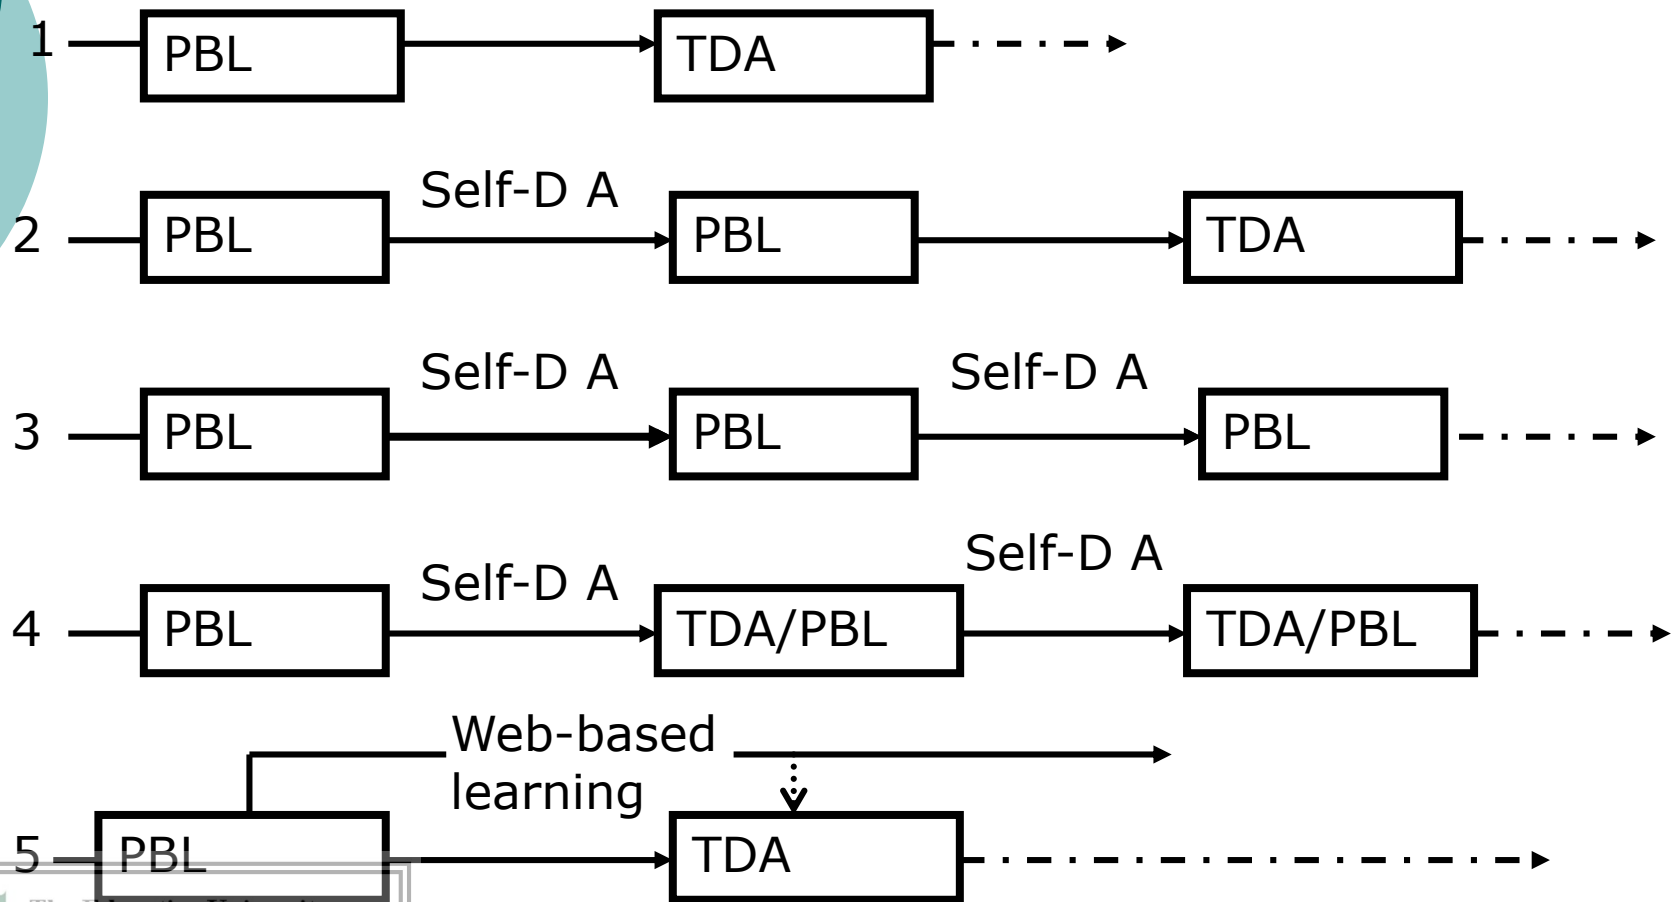 1 PBL TDA
Self-D A
2 PBL PBL TDA
Self-D A Self-D A
3 PBL PBL PBL
Self-D A
Self-D A
4 PBL TDA/PBL TDA/PBL
Web-based
learning
5 PBL TDA